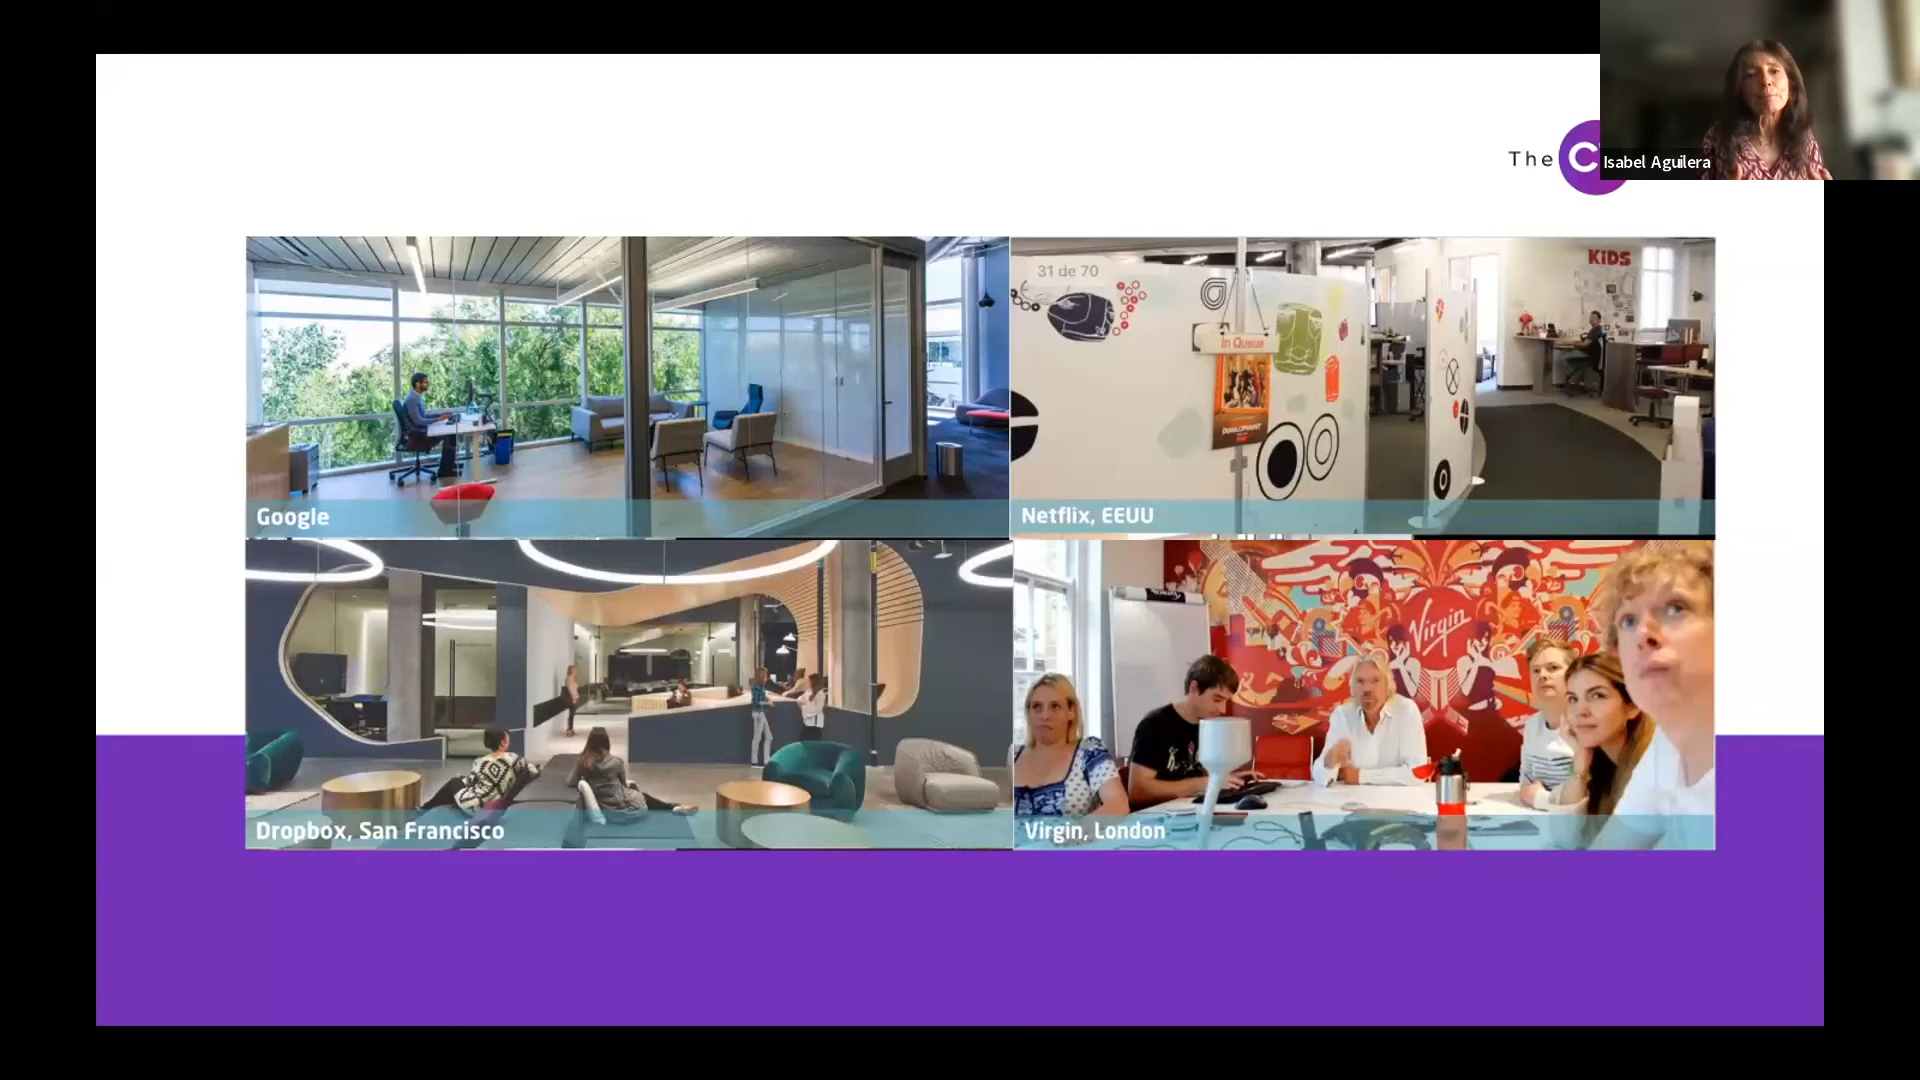 The C
Isabel Aguilera
31 de 70
KiDS
In Queue
Google
Netflix, EEUU
Virgin
Dropbox, San Francisco
Virgin, London